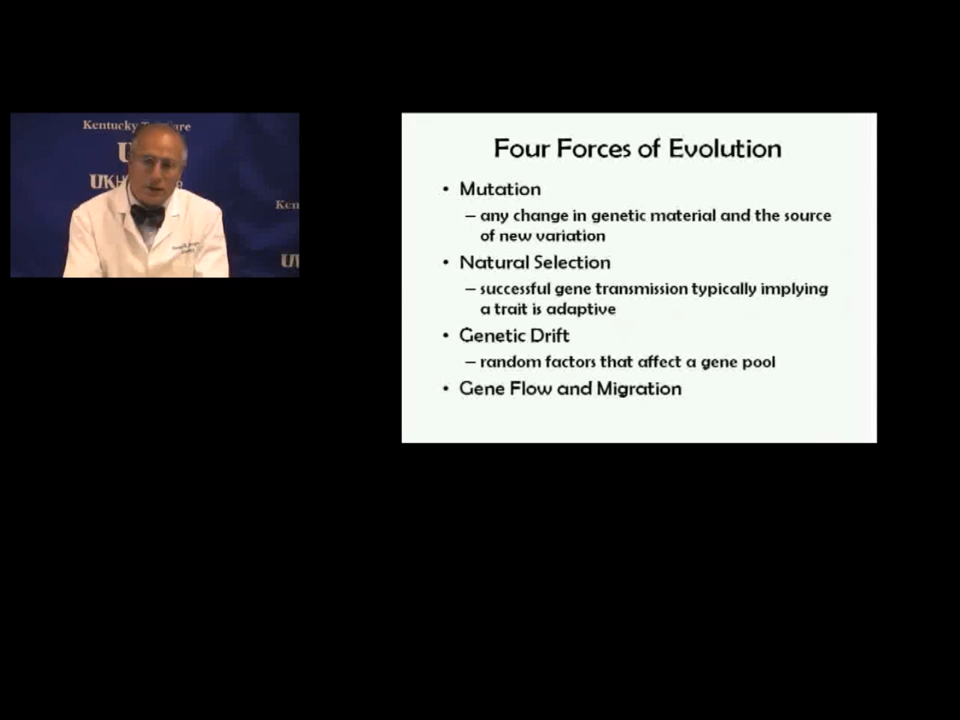 Kentucky
UK
Four Forces of Evolution
• Mutation
– any change in genetic material and the source
of new variation
• Natural Selection
– successful gene transmission typically implying
a trait is adaptive
• Genetic Drift
– random factors that affect a gene pool
• Gene Flow and Migration